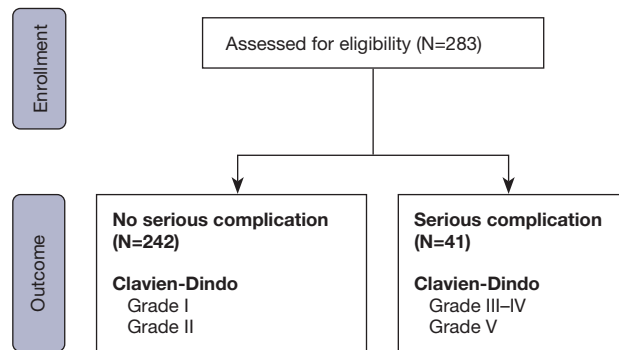 Enrollment
Assessed for eligibility (N=283)
Outcome
No serious complication
(N=242)
Clavien-Dindo
Grade I
Grade II
Serious complication
(N=41)
Clavien-Dindo
Grade III–IV
Grade V